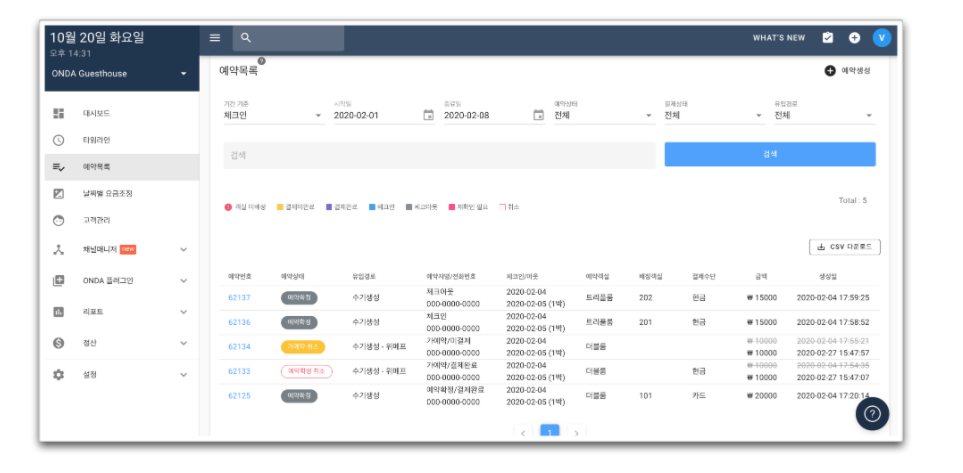 10월 20일 화요일
오후 14:31
WHAT'S NEW
V
ONDA Guesthouse
예약목록
예약생성
대시보드
타임라인
예약목록
날짜별 요금조정
고객관리
채널매니저 new
ONDA 플러그인
리포트
정산
설정
기간 기준 시작일 종료일 예약상태 결제상태 유입경로
체크인 2020-02-01 2020-02-08 전체 전체 전체
검색 검색
객실 미배정 결제미완료 결제완료 체크인 체크아웃 재확인 필요 취소
Total : 5
CSV 다운로드
예약번호 예약상태 유입경로 예약자명/전화번호 체크인/아웃 예약객실 배정객실 결제수단 금액 생성일
62137 예약확정 수기생성 체크아웃 000-0000-0000 2020-02-04 2020-02-05 (1박) 트리플룸 202 현금 ₩ 15000 2020-02-04 17:59:25
62136 예약확정 수기생성 체크인 000-0000-0000 2020-02-04 2020-02-05 (1박) 트리플룸 201 현금 ₩ 15000 2020-02-04 17:58:52
62134 가예약 취소 수기생성 - 위메프 가예약/미결제 000-0000-0000 2020-02-04 2020-02-05 (1박) 더블룸 ₩ 10000 ₩ 10000 2020-02-04 17:55:21 2020-02-27 15:47:57
62133 예약확정 취소 수기생성 - 위메프 가예약/결제완료 000-0000-0000 2020-02-04 2020-02-05 (1박) 더블룸 현금 ₩ 10000 ₩ 10000 2020-02-04 17:54:35 2020-02-27 15:47:07
62125 예약확정 수기생성 예약확정/결제완료 000-0000-0000 2020-02-04 2020-02-05 (1박) 더블룸 101 카드 ₩ 20000 2020-02-04 17:20:14
1